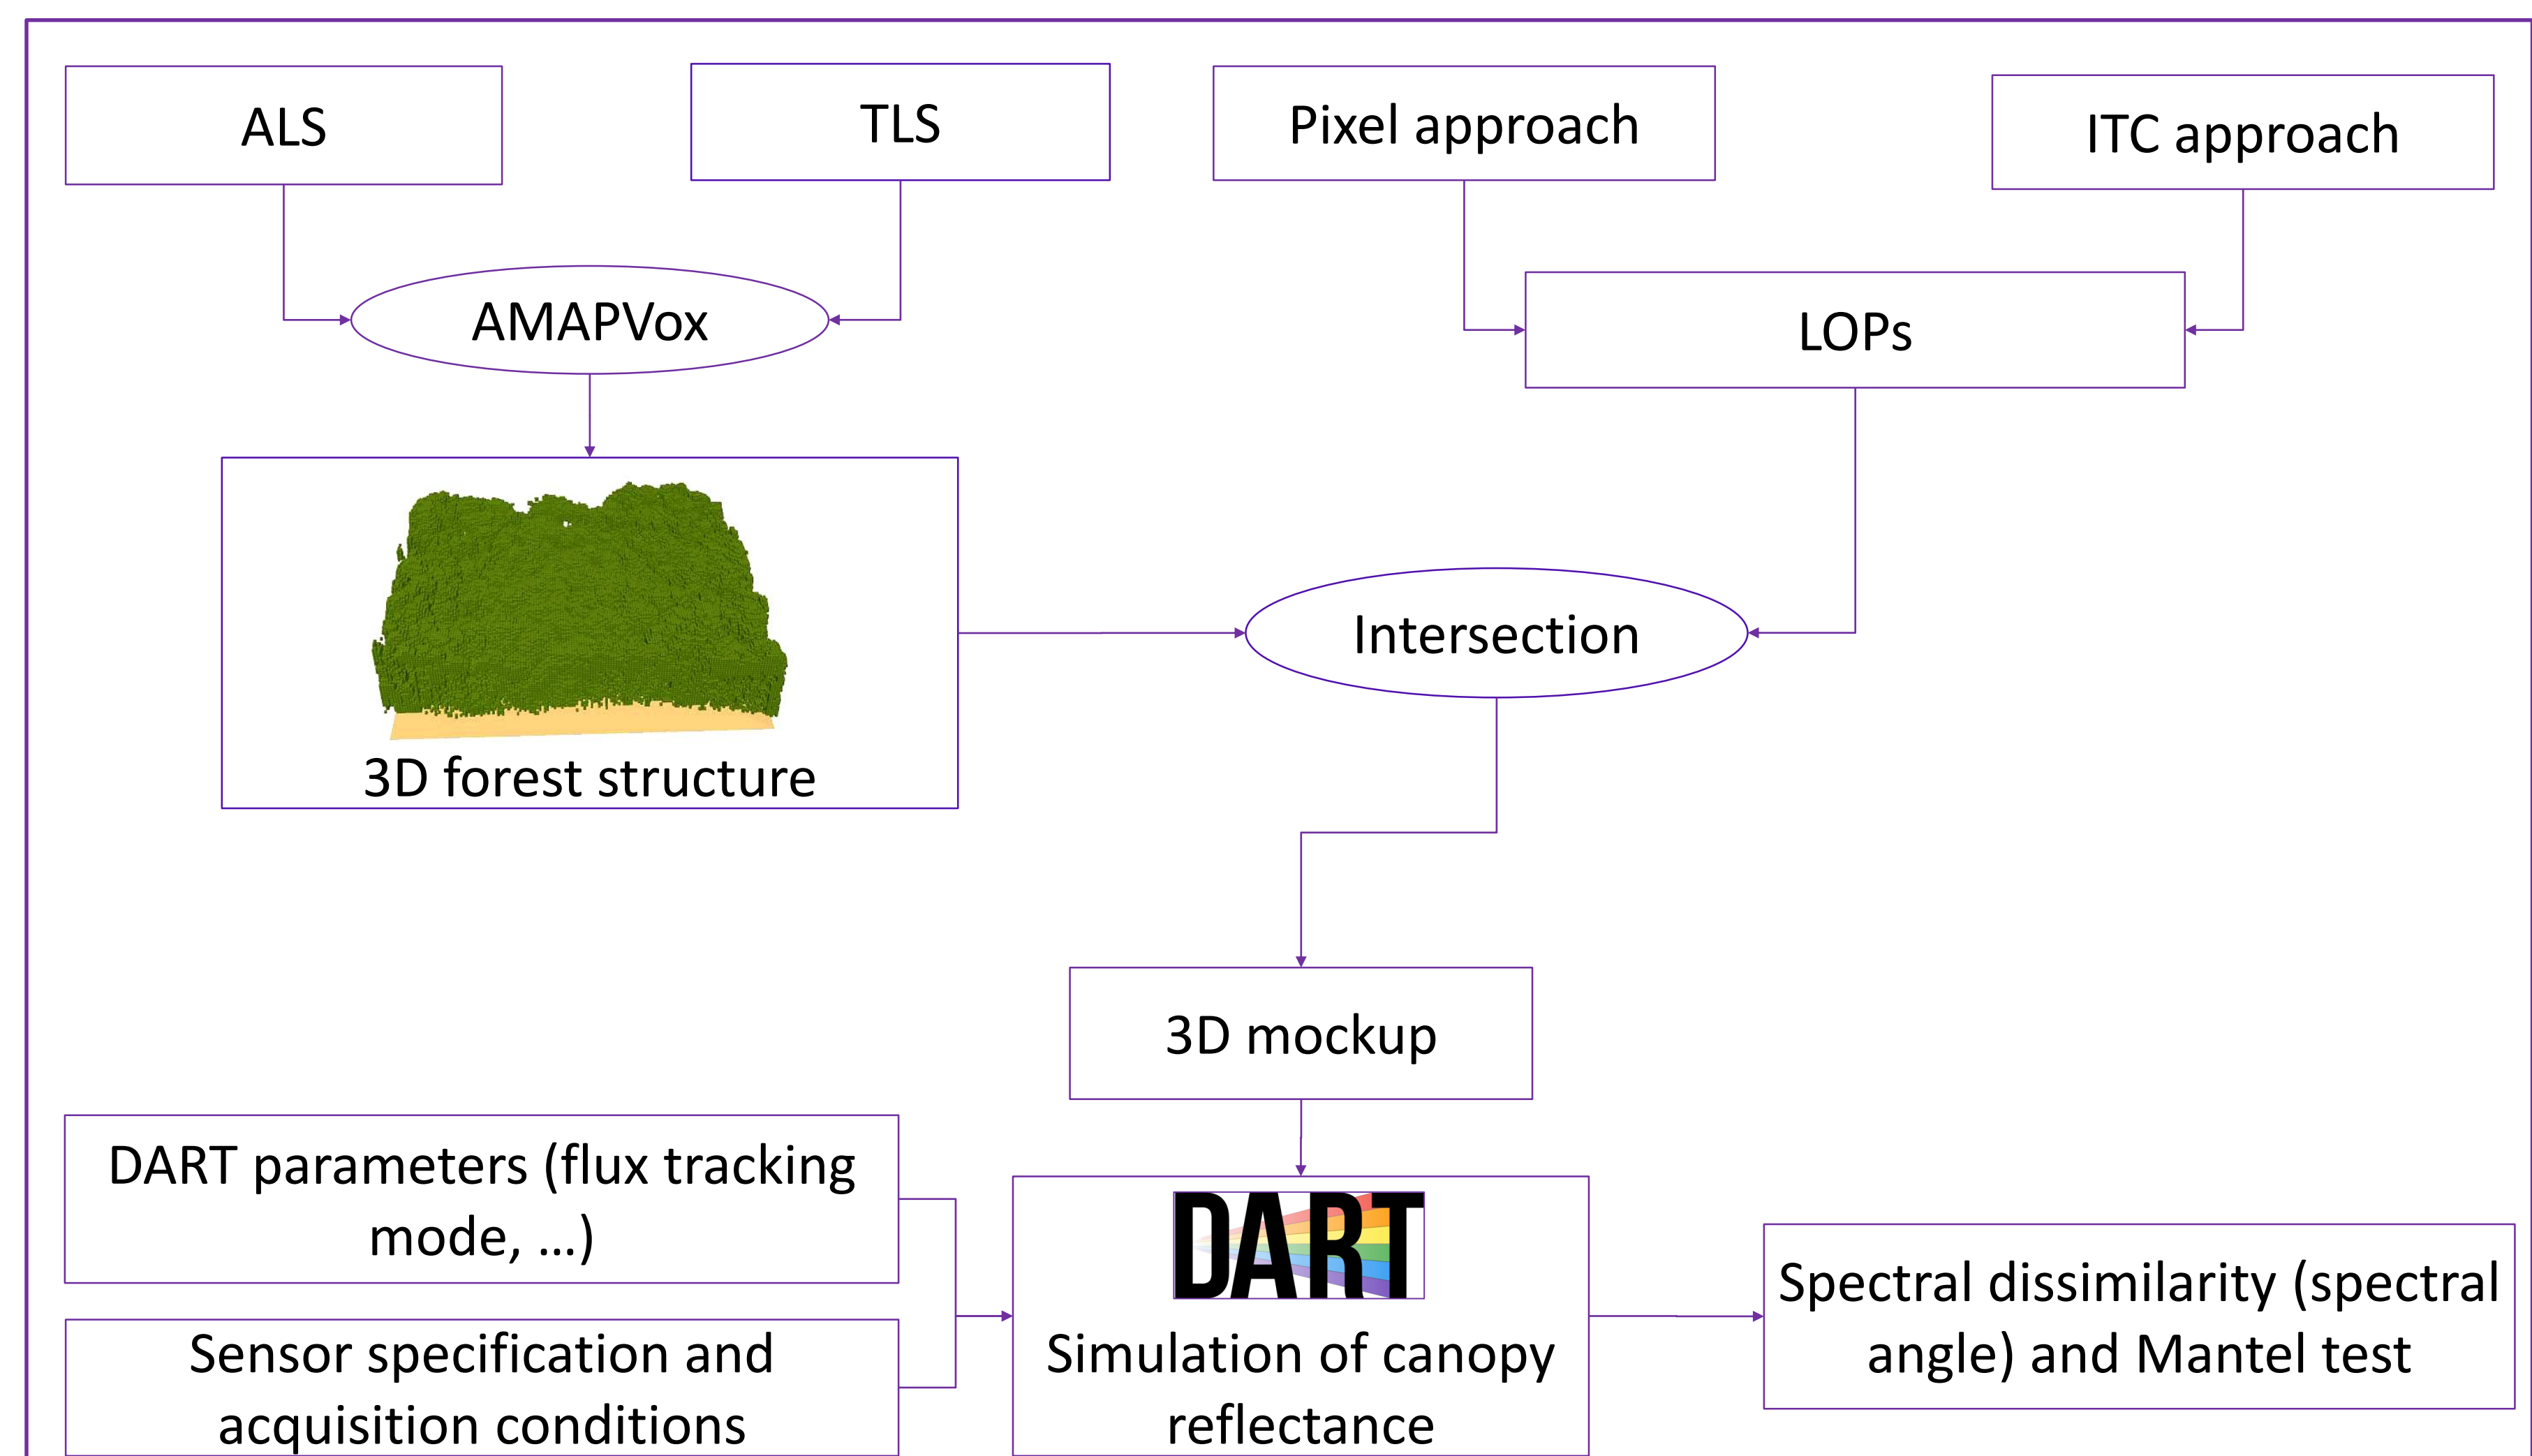 ALS
TLS
Pixel approach
ITC approach
AMAPVox
LOPs
3D forest structure
Intersection
3D mockup
DART parameters (flux tracking
mode, ...)
Sensor specification and
acquisition conditions
DART
Simulation of canopy
reflectance
Spectral dissimilarity (spectral
angle) and Mantel test